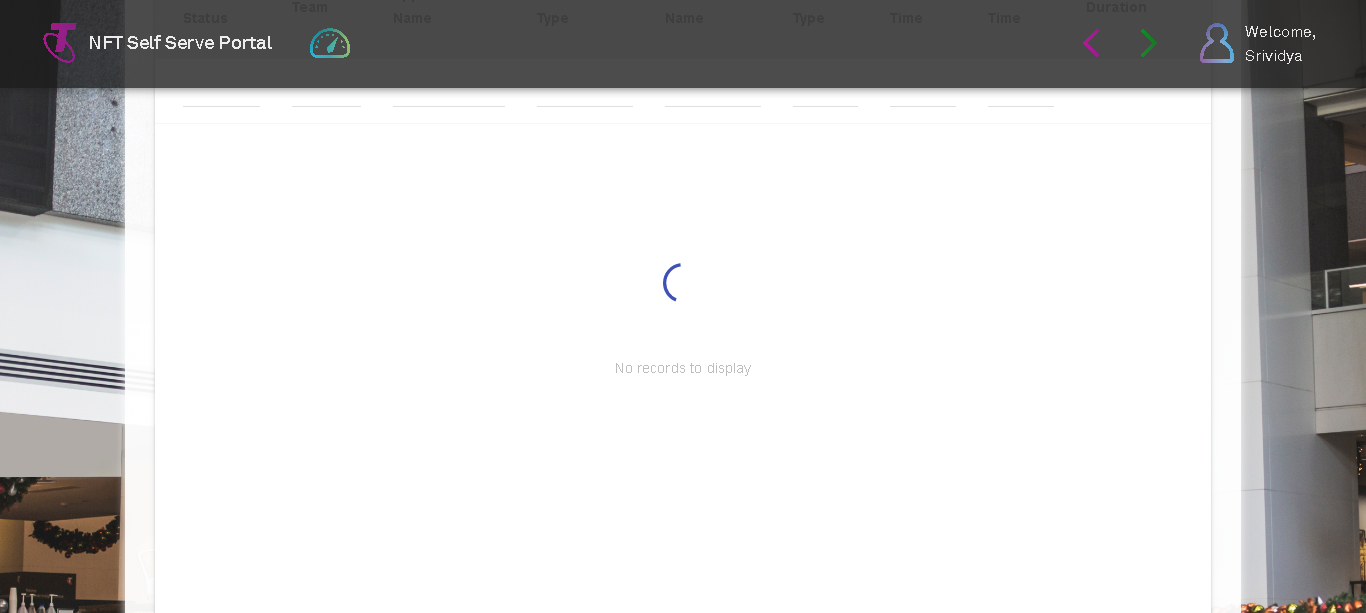 Team
Duration
Status
Name
Type
Name
Type
Time
Time
NFT Self Serve Portal
Welcome,
Srividya
No records to display